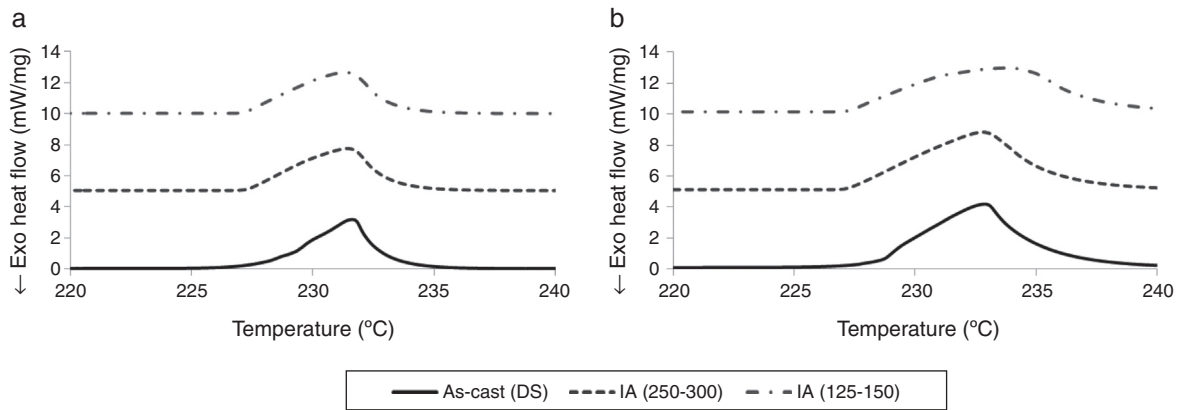 a
← Exo heat flow (mW/mg)
14
12
10
8
6
4
2
0
220
225
230
235
240
Temperature (ºC)
b
← Exo heat flow (mW/mg)
14
12
10
8
6
4
2
0
220
225
230
235
240
Temperature (ºC)
As-cast (DS)
IA (250-300)
IA (125-150)